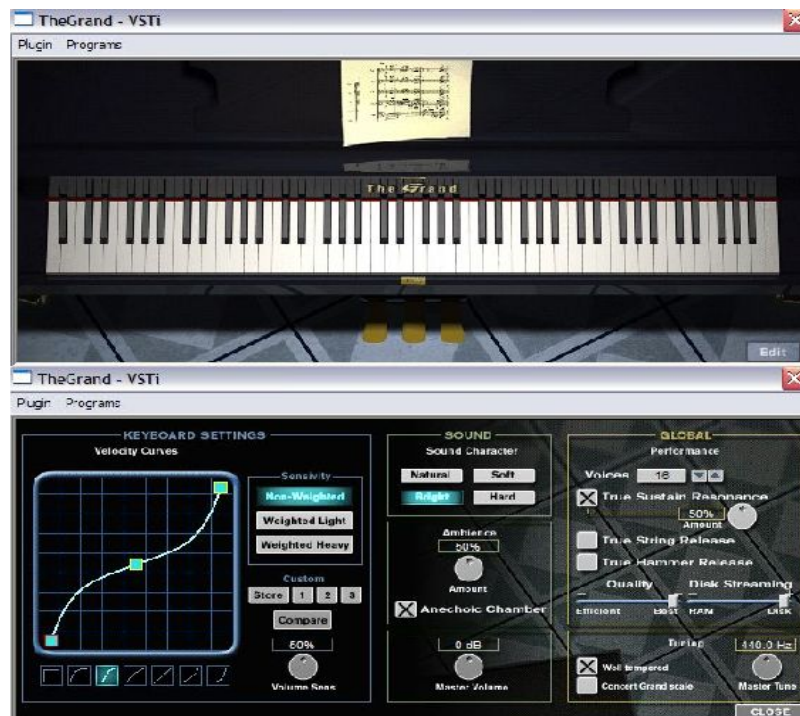 TheGrand - VSTi
Plugin Programs
The Grand
Edit
TheGrand - VSTi
Plugin Programs
KEYBOARD SETTINGS
Velocity Curves
Sensivity
Non-Weighted
Weighted Light
Weighted Heavy
Custom
Store 1 2 3
Compare
50%
Volume Sens
SOUND
Sound Character
Natural Soft
Bright Hard
Ambience
50%
Amount
Anechoic Chamber
0 dB
Master Volume
GLOBAL
Performance
Voices 16
True Sustain Resonance
50%
Amount
True String Release
True Hammer Release
Quality Disk Streaming
Efficient Best RAM Disk
Tuning 440.0 Hz
Well tempered
Concert Grand scale
Master Tune
CLOSE